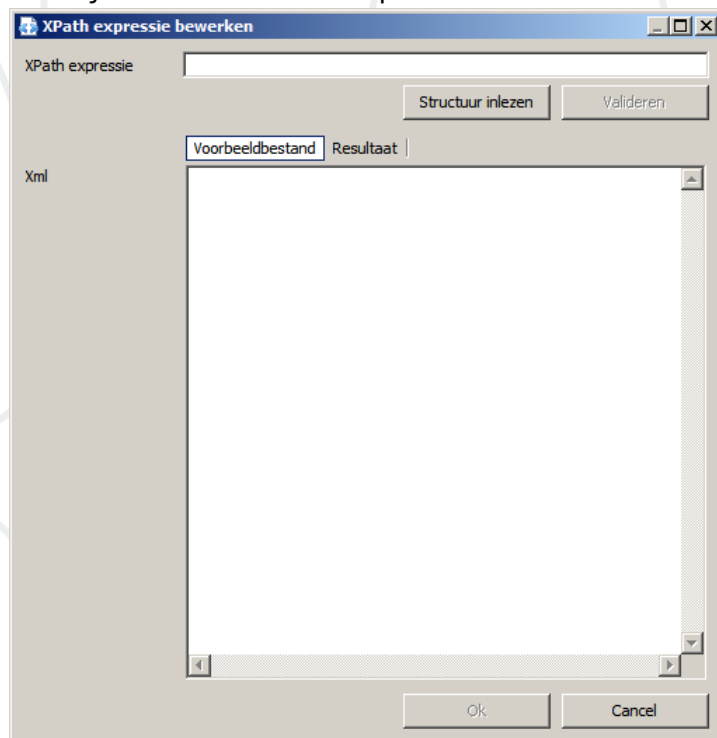 XPath expressie bewerken
XPath expressie
Structuur inlezen Valideren
Voorbeeldbestand Resultaat
Xml
Ok Cancel